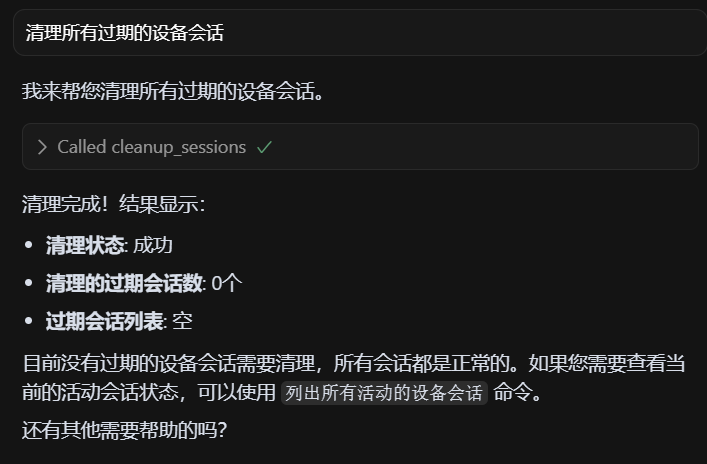 清理所有过期的设备会话
我来帮您清理所有过期的设备会话。
Called cleanup_sessions
清理完成！结果显示：
清理状态: 成功
清理的过期会话数: 0个
过期会话列表: 空
目前没有过期的设备会话需要清理，所有会话都是正常的。如果您需要查看当
前的活动会话状态，可以使用 列出所有活动的设备会话 命令。
还有其他需要帮助的吗？